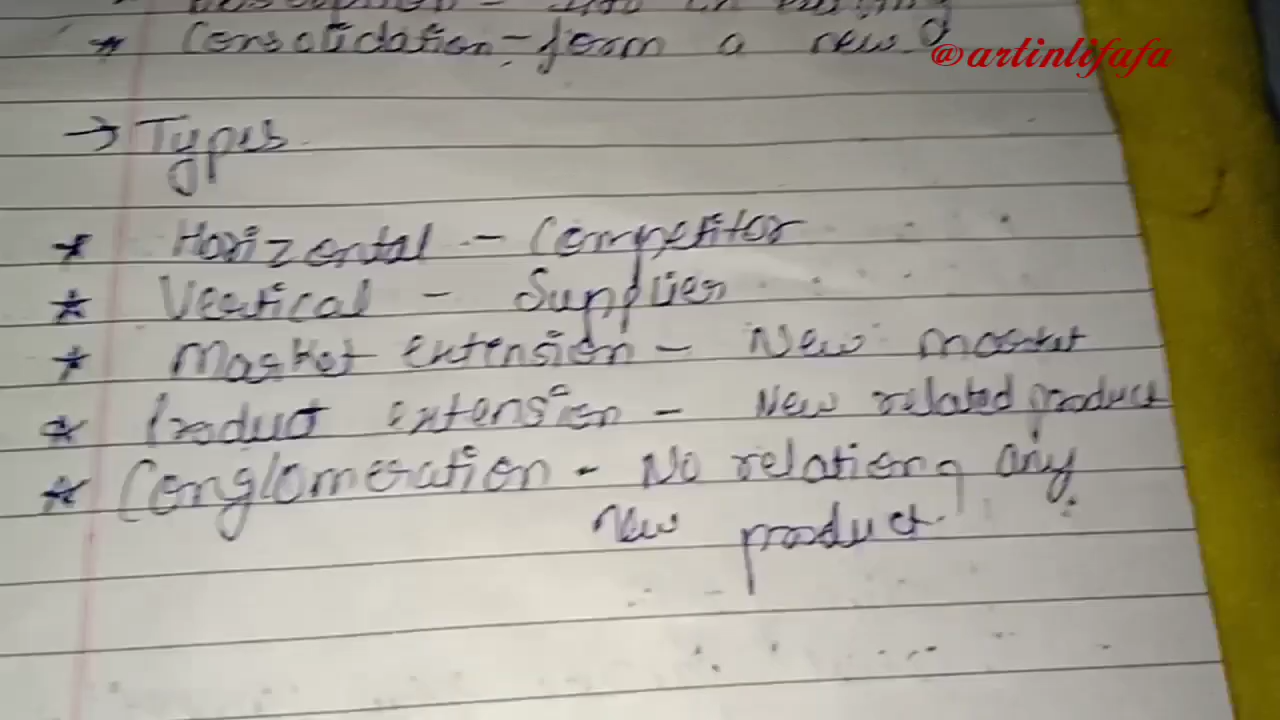 * Consolidation - form a new
@artinlifafa
→ Types
* Horizental - Competitor
* Vertical - Supplier
* Market extension - New market
* Product extension - New related product
* Conglomeration - No relation, any
new product.